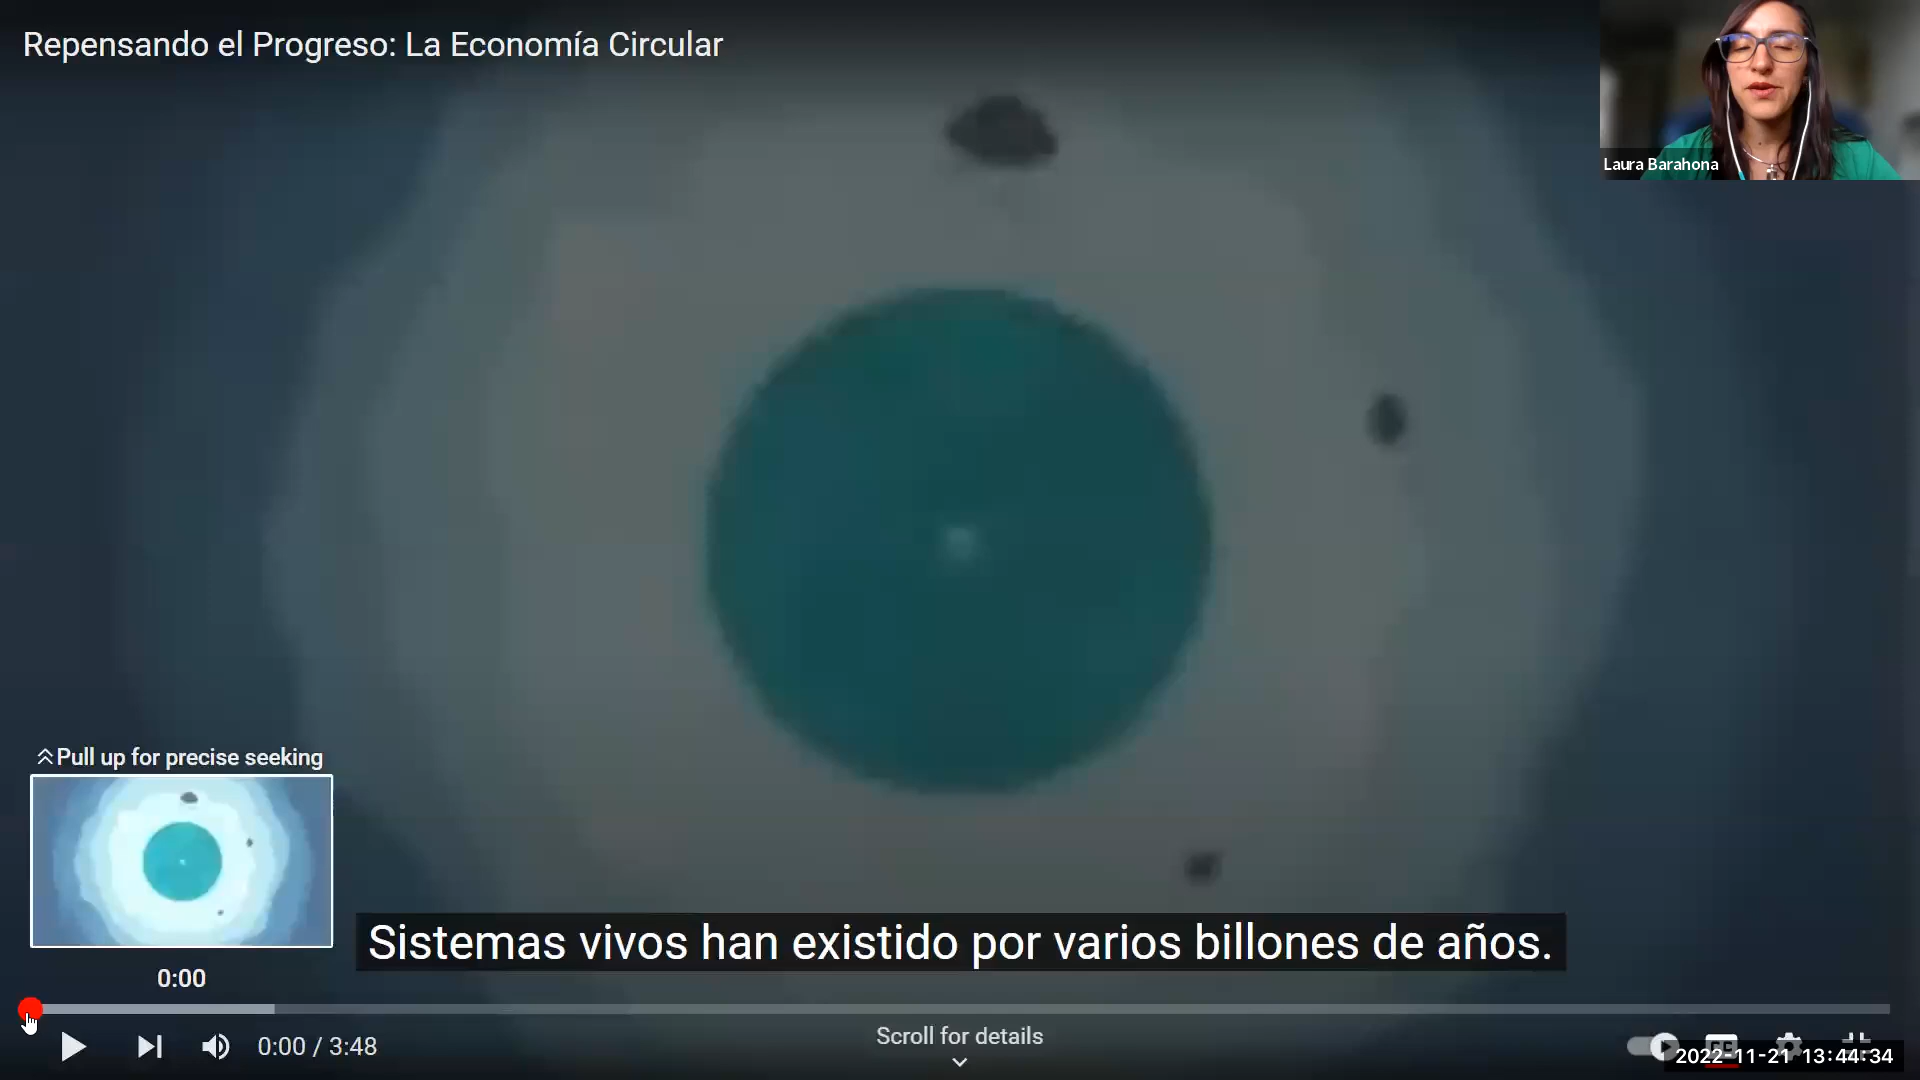 Repensando el Progreso: La Economía Circular
Laura Barahona
Pull up for precise seeking
Sistemas vivos han existido por varios billones de años.
0:00
0:00 / 3:48
Scroll for details
CC
2022-11-21 13:44:34